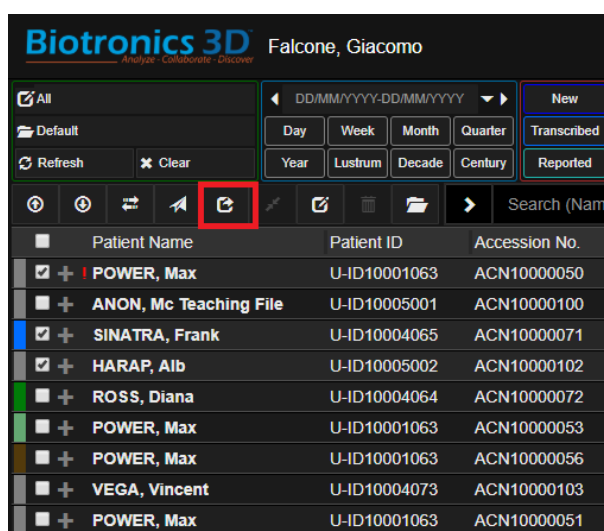 Biotronics 3D Falcone, Giacomo
Analyze - Collaborate - Discover
All DD/MM/YYYY-DD/MM/YYYY New
Default Day Week Month Quarter Transcribed
Refresh Clear Year Lustrum Decade Century Reported
Search (Nam
Patient Name Patient ID Accession No.
! POWER, Max U-ID10001063 ACN10000050
ANON, Mc Teaching File U-ID10005001 ACN10000100
SINATRA, Frank U-ID10004065 ACN10000071
HARAP, Alb U-ID10005002 ACN10000102
ROSS, Diana U-ID10004064 ACN10000072
POWER, Max U-ID10001063 ACN10000053
POWER, Max U-ID10001063 ACN10000056
VEGA, Vincent U-ID10004073 ACN10000103
POWER, Max U-ID10001063 ACN10000051